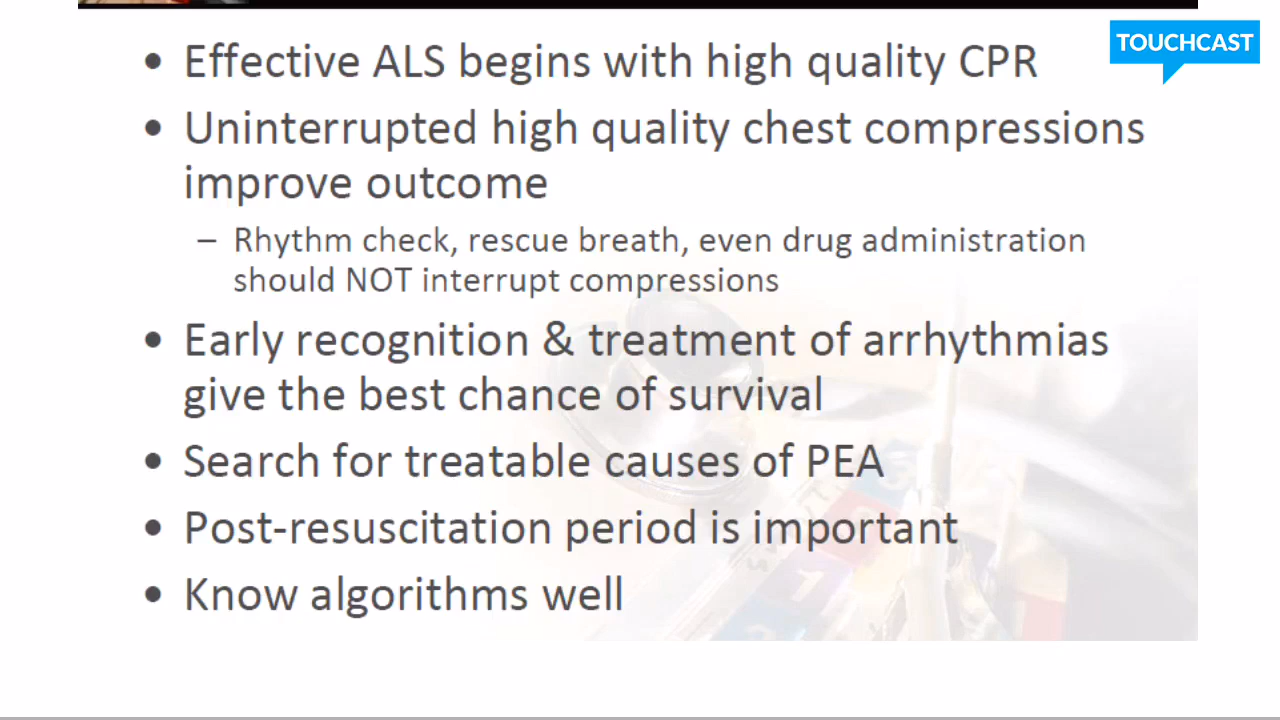 TOUCHCAST
• Effective ALS begins with high quality CPR
• Uninterrupted high quality chest compressions
improve outcome
– Rhythm check, rescue breath, even drug administration
should NOT interrupt compressions
• Early recognition & treatment of arrhythmias
give the best chance of survival
• Search for treatable causes of PEA
• Post-resuscitation period is important
• Know algorithms well